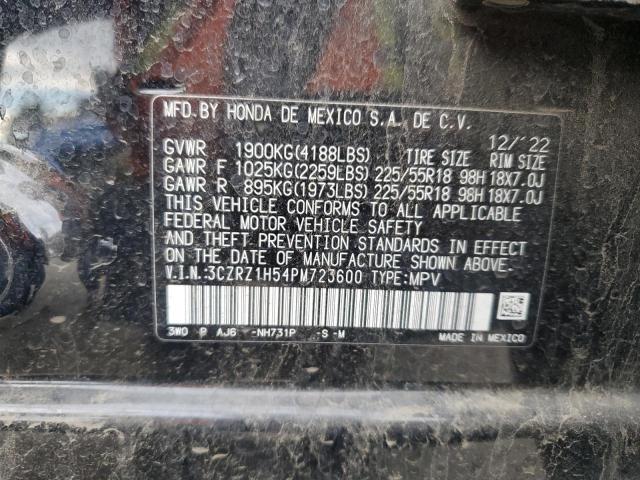 MFD. BY HONDA DE MEXICO S.A. DE C.V.
12/'22
GVWR 1900KG(4188LBS) TIRE SIZE RIM SIZE
GAWR F 1025KG(2259LBS) 225/55R18 98H 18X7.0J
GAWR R 895KG(1973LBS) 225/55R18 98H 18X7.0J
THIS VEHICLE CONFORMS TO ALL APPLICABLE
FEDERAL MOTOR VEHICLE SAFETY
AND THEFT PREVENTION STANDARDS IN EFFECT
ON THE DATE OF MANUFACTURE SHOWN ABOVE.
V.I.N.:3CZRZ1H54PM723600 TYPE:MPV
3W0 P AJ6 -NH731P -S-M
MADE IN MEXICO